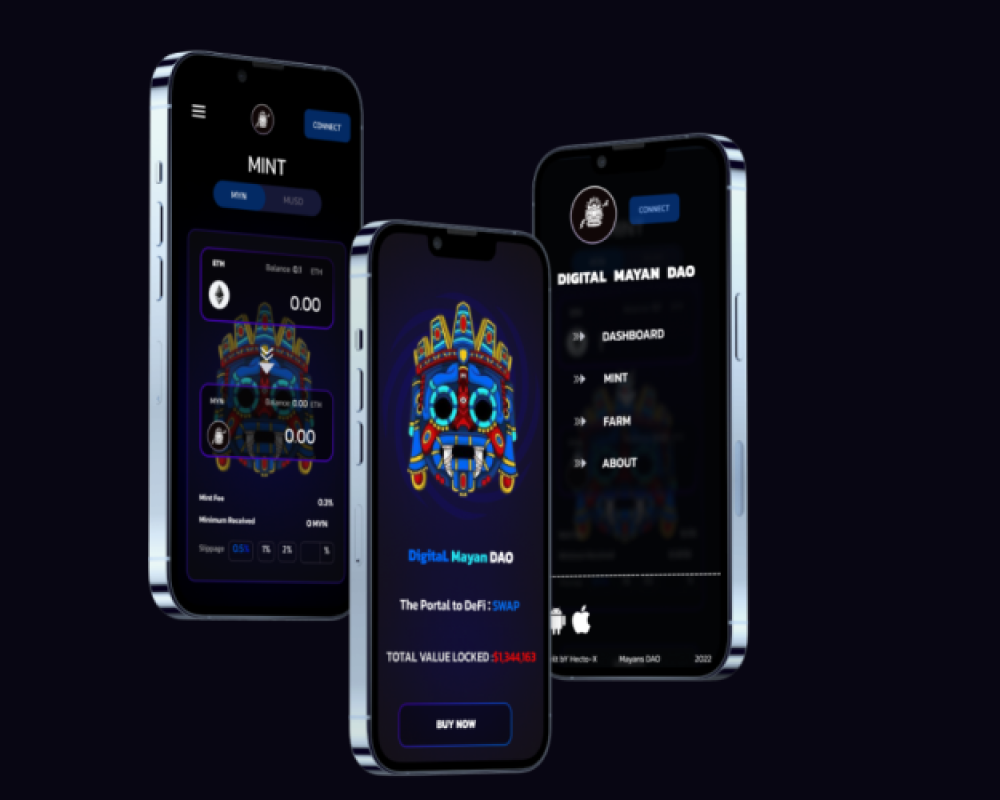 CONNECT
MINT
MYN MUSD
ETH Balance: 0.1 ETH
0.00
MYN Balance: 0.00 ETH
0.00
Mint Fee 0.3%
Minimum Received 0 MYN
Slippage 0.5% 1% 2% %
Digital Mayan DAO
The Portal to DeFi : SWAP
TOTAL VALUE LOCKED :$1,344,163
BUY NOW
CONNECT
DIGITAL MAYAN DAO
DASHBOARD
MINT
FARM
ABOUT
by Hecto-X Mayans DAO 2022